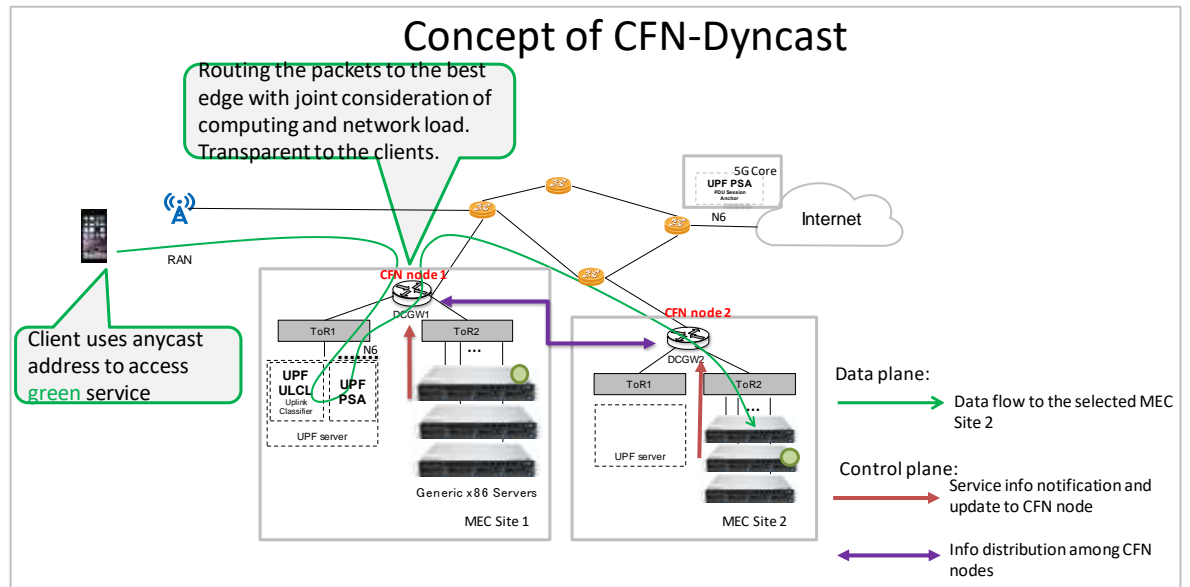 Concept of CFN-Dyncast
Routing the packets to the best
edge with joint consideration of
computing and network load.
Transparent to the clients.
5G Core
UPF PSA
PDU Session
Anchor
N6
Internet
RAN
Client uses anycast
address to access
green service
CFN node 1
DCGW1
ToR1
ToR2
N6
...
UPF
ULCL
Uplink
Classifier
UPF
PSA
UPF server
Generic x86 Servers
MEC Site 1
CFN node 2
DCGW2
ToR1
ToR2
...
UPF server
MEC Site 2
Data plane:
Data flow to the selected MEC
Site 2
Control plane:
Service info notification and
update to CFN node
Info distribution among CFN
nodes